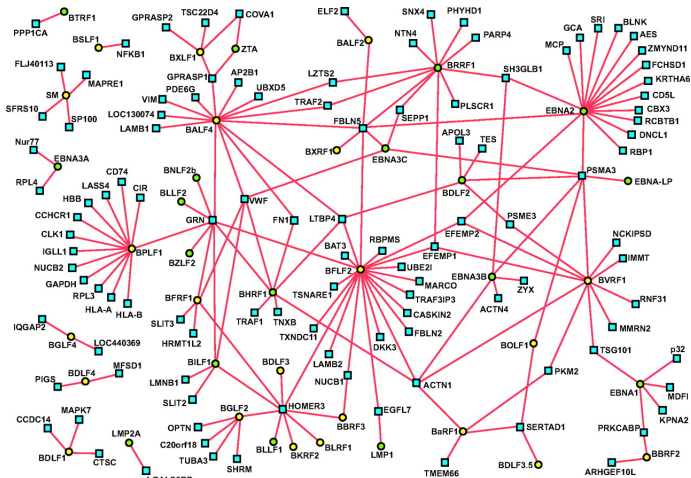 BTRF1
PPP1CA
BSLF1
NFKB1
GPRASP2
TSC22D4
COVA1
BXLF1
ZTA
GPRASP1
ELF2
BALF2
SNX4
PHYHD1
NTN4
PARP4
BRRF1
SH3GLB1
PLSCR1
GCA
SRI
BLNK
MCP
AES
ZMYND11
FCHSD1
KRTHA6
CD5L
EBNA2
CBX3
RCBTB1
DNCL1
RBP1
FLJ40113
SM
MAPRE1
SFRS10
SP100
PDE6G
AP2B1
VIM
UBXD5
LOC130074
LAMB1
BALF4
LZTS2
TRAF2
FBLN5
SEPP1
BXRF1
EBNA3C
APOL3
TES
BDLF2
PSMA3
EBNA-LP
Nur77
EBNA3A
RPL4
CD74
LASS4
CIR
HBB
CCHCR1
CLK1
IGLL1
BPLF1
NUCB2
GAPDH
RPL3
HLA-A
HLA-B
BNLF2b
BLLF2
VWF
GRN
FN1
LTBP4
BZLF2
PSME3
EFEMP2
EFEMP1
BAT3
RBPMS
BFLF2
UBE2I
MARCO
TSNARE1
TRAF3IP3
CASKIN2
FBLN2
TXNDC11
DKK3
LAMB2
NUCB1
EBNA3B
ZYX
ACTN4
NCKIPSD
IMMT
BVRF1
RNF31
MMRN2
BFRF1
BHRF1
SLIT3
TRAF1
TNXB
HRMT1L2
IQGAP2
BGLF4
LOC440369
BILF1
BDLF3
LMNB1
SLIT2
ACTN1
BOLF1
TSG101
PKM2
p32
EBNA1
MDFI
KPNA2
PRKCABP
BBRF2
ARHGEF10L
BDLF4
MFSD1
PIGS
CCDC14
MAPK7
BDLF1
CTSC
LMP2A
BGLF2
HOMER3
OPTN
C20orf18
TUBA3
SHRM
BLLF1
BKRF2
BLRF1
BBRF3
EGFL7
LMP1
BaRF1
SERTAD1
TMEM66
BDLF3.5